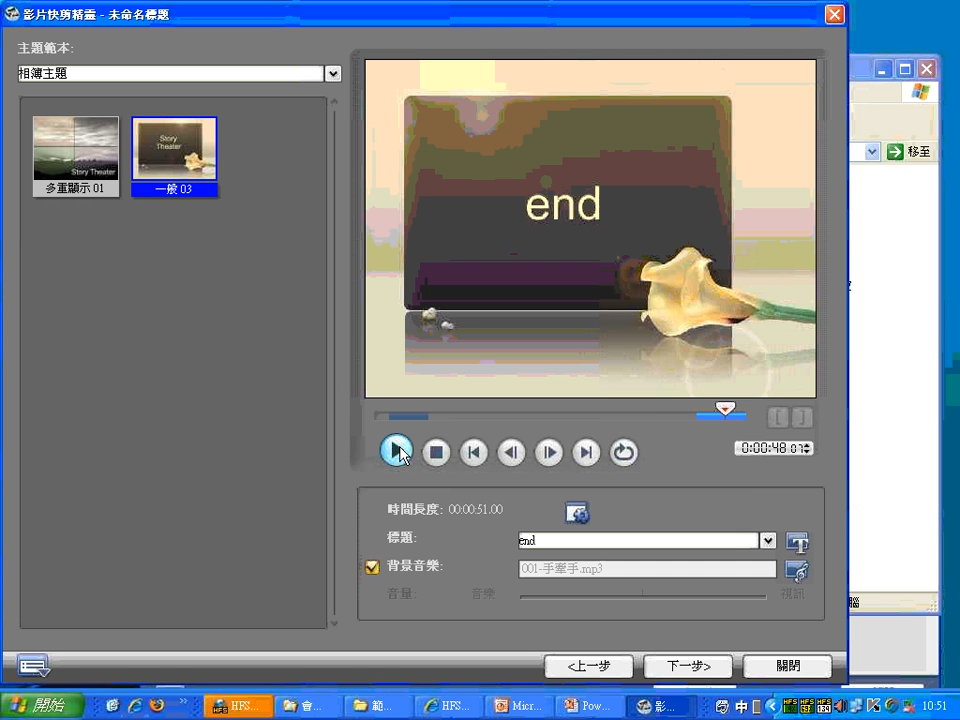 影片快剪精靈 - 未命名標題
主題範本:
相簿主題
Story Theater
多重顯示 01
Story
Theater
一般 03
end
移至
0:00:48.07
時間長度: 00:00:51.00
標題:
end
背景音樂:
001-手牽手.mp3
音量:
音樂
視訊
<上一步
下一步>
關閉
開始
HFS...
會...
範...
HFS...
Micr...
Pow...
影...
中
10:51